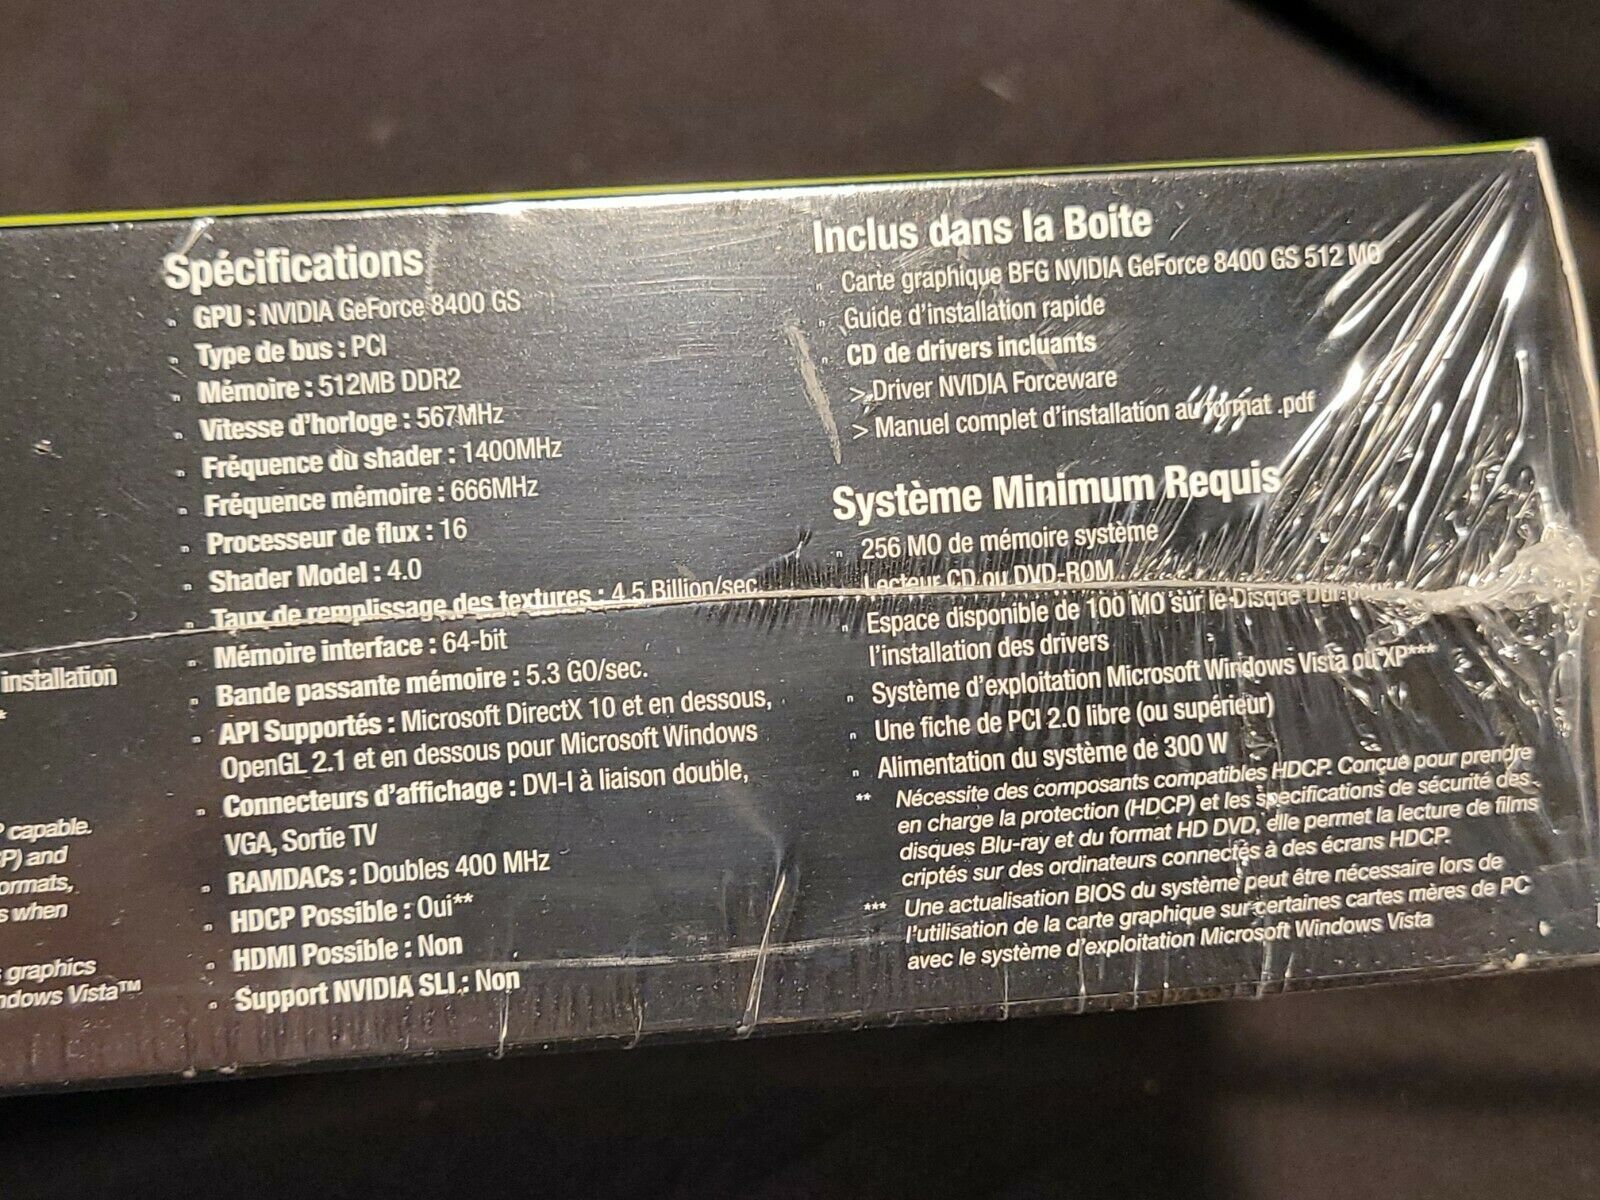 installation
*
capable.
P) and
ormats,
s when
graphics
ndows Vista™
Spécifications
GPU : NVIDIA GeForce 8400 GS
Type de bus : PCI
Mémoire : 512MB DDR2
Vitesse d'horloge : 567MHz
Fréquence du shader : 1400MHz
Fréquence mémoire : 666MHz
Processeur de flux : 16
Shader Model : 4.0
Taux de remplissage des textures : 4.5 Billion/sec
Mémoire interface : 64-bit
Bande passante mémoire : 5.3 GO/sec.
API Supportés : Microsoft DirectX 10 et en dessous,
OpenGL 2.1 et en dessous pour Microsoft Windows
Connecteurs d'affichage : DVI-I à liaison double,
VGA, Sortie TV
RAMDACs : Doubles 400 MHz
HDCP Possible : Oui**
HDMI Possible : Non
Support NVIDIA SLI : Non
Inclus dans la Boite
Carte graphique BFG NVIDIA GeForce 8400 GS 512 MO
Guide d'installation rapide
CD de drivers incluants
> Driver NVIDIA Forceware
> Manuel complet d'installation au format .pdf
Système Minimum Requis
256 MO de mémoire système
Lecteur CD ou DVD-ROM
Espace disponible de 100 MO sur le Disque Dur pour
l'installation des drivers
Système d'exploitation Microsoft Windows Vista ou XP***
Une fiche de PCI 2.0 libre (ou supérieur)
Alimentation du système de 300 W
** Nécessite des composants compatibles HDCP. Conçue pour prendre
en charge la protection (HDCP) et les spécifications de sécurité des
disques Blu-ray et du format HD DVD, elle permet la lecture de films
criptés sur des ordinateurs connectés à des écrans HDCP.
*** Une actualisation BIOS du système peut être nécessaire lors de
l'utilisation de la carte graphique sur certaines cartes mères de PC
avec le système d'exploitation Microsoft Windows Vista